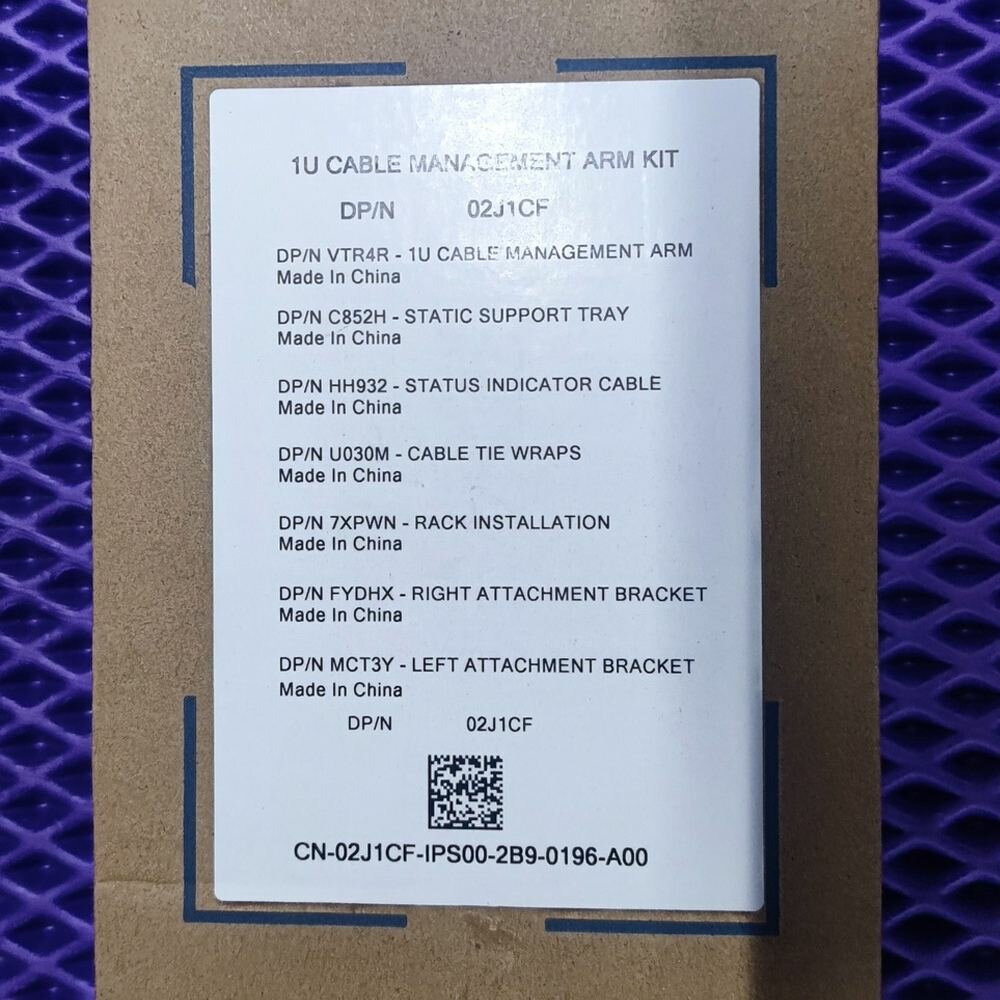 1U CABLE MANAGEMENT ARM KIT
DP/N 02J1CF
DP/N VTR4R - 1U CABLE MANAGEMENT ARM
Made In China
DP/N C852H - STATIC SUPPORT TRAY
Made In China
DP/N HH932 - STATUS INDICATOR CABLE
Made In China
DP/N U030M - CABLE TIE WRAPS
Made In China
DP/N 7XPWN - RACK INSTALLATION
Made In China
DP/N FYDHX - RIGHT ATTACHMENT BRACKET
Made In China
DP/N MCT3Y - LEFT ATTACHMENT BRACKET
Made In China
DP/N 02J1CF
CN-02J1CF-IPS00-2B9-0196-A00